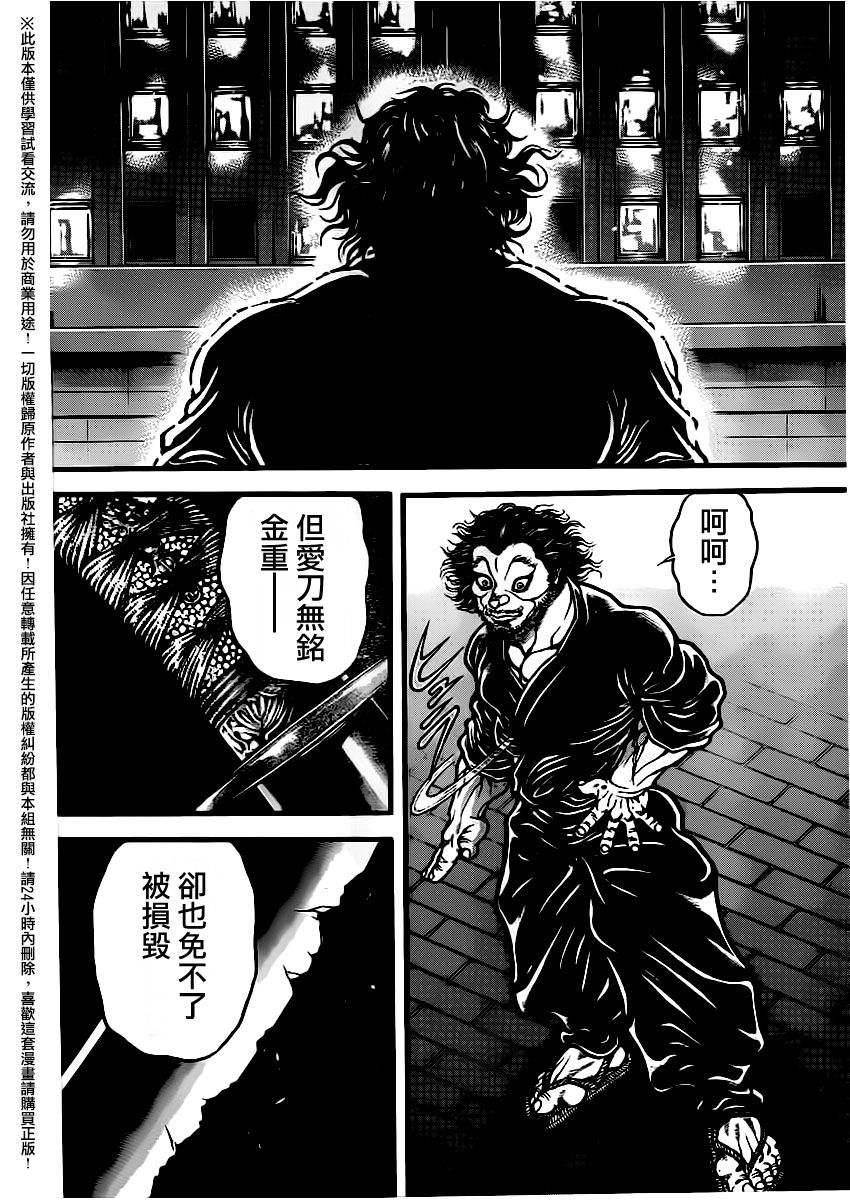 ※此版本僅供學習試看交流，請勿用於商業用途！一切版權歸原作者與出版社擁有！因任意轉載所產生的版權糾紛都與本組無關！請24小時內刪除，喜歡這套漫畫請購買正版！
呵呵…
但愛刀無銘
金重──
卻也免不了
被損毀